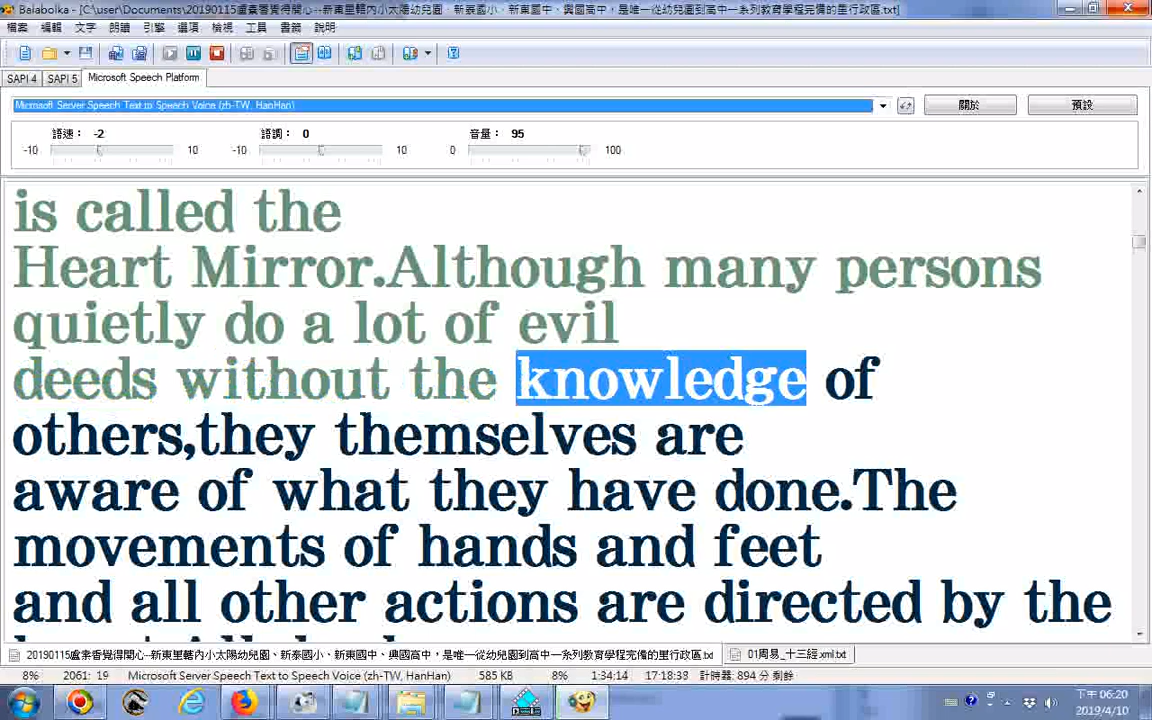 Balabolka - [C:\user\Documents\20190115盧素香覺得開心--新東里轄內小太陽幼兒園、新泰國小、新東國中、興國高中，是唯一從幼兒園到高中一系列教育學程完備的里行政區.txt]
檔案 編輯 文字 朗讀 引擎 選項 檢視 工具 書籤 說明
SAPI 4 SAPI 5 Microsoft Speech Platform
Microsoft Server Speech Text to Speech Voice (zh-TW, HanHan) 關於 預設
語速： -2 語調： 0 音量： 95
-10 10 -10 10 0 100
is called the
Heart Mirror.Although many persons
quietly do a lot of evil
deeds without the knowledge of
others,they themselves are
aware of what they have done.The
movements of hands and feet
and all other actions are directed by the
20190115盧素香覺得開心--新東里轄內小太陽幼兒園、新泰國小、新東國中、興國高中，是唯一從幼兒園到高中一系列教育學程完備的里行政區.txt 01周易_十三經.xml.txt
8% 2061: 19 Microsoft Server Speech Text to Speech Voice (zh-TW, HanHan) 585 KB 8% 1:34:14 17:18:38 計時器: 894 分 剩餘
下午 06:20
2019/4/10